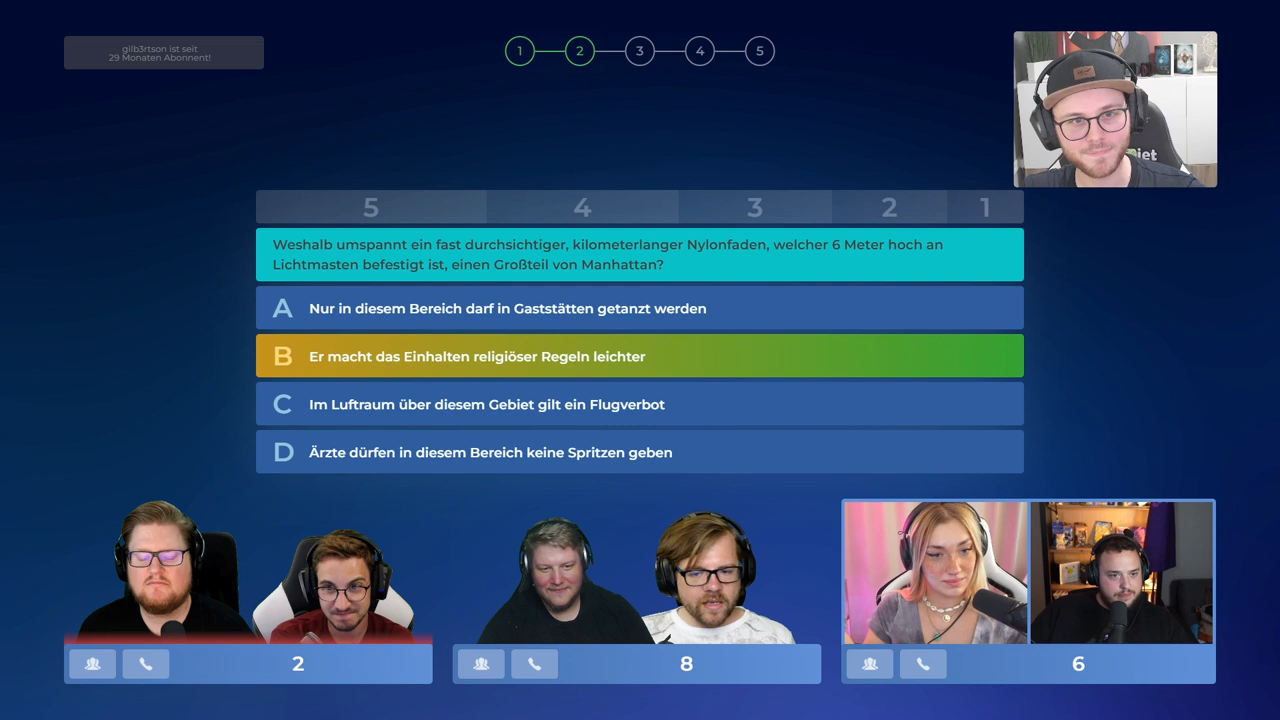 gilb3rtson ist seit
29 Monaten Abonnent!
1 2 3 4 5
iet
5 4 3 2 1
Weshalb umspannt ein fast durchsichtiger, kilometerlanger Nylonfaden, welcher 6 Meter hoch an
Lichtmasten befestigt ist, einen Großteil von Manhattan?
A Nur in diesem Bereich darf in Gaststätten getanzt werden
B Er macht das Einhalten religiöser Regeln leichter
C Im Luftraum über diesem Gebiet gilt ein Flugverbot
D Ärzte dürfen in diesem Bereich keine Spritzen geben
2 8 6